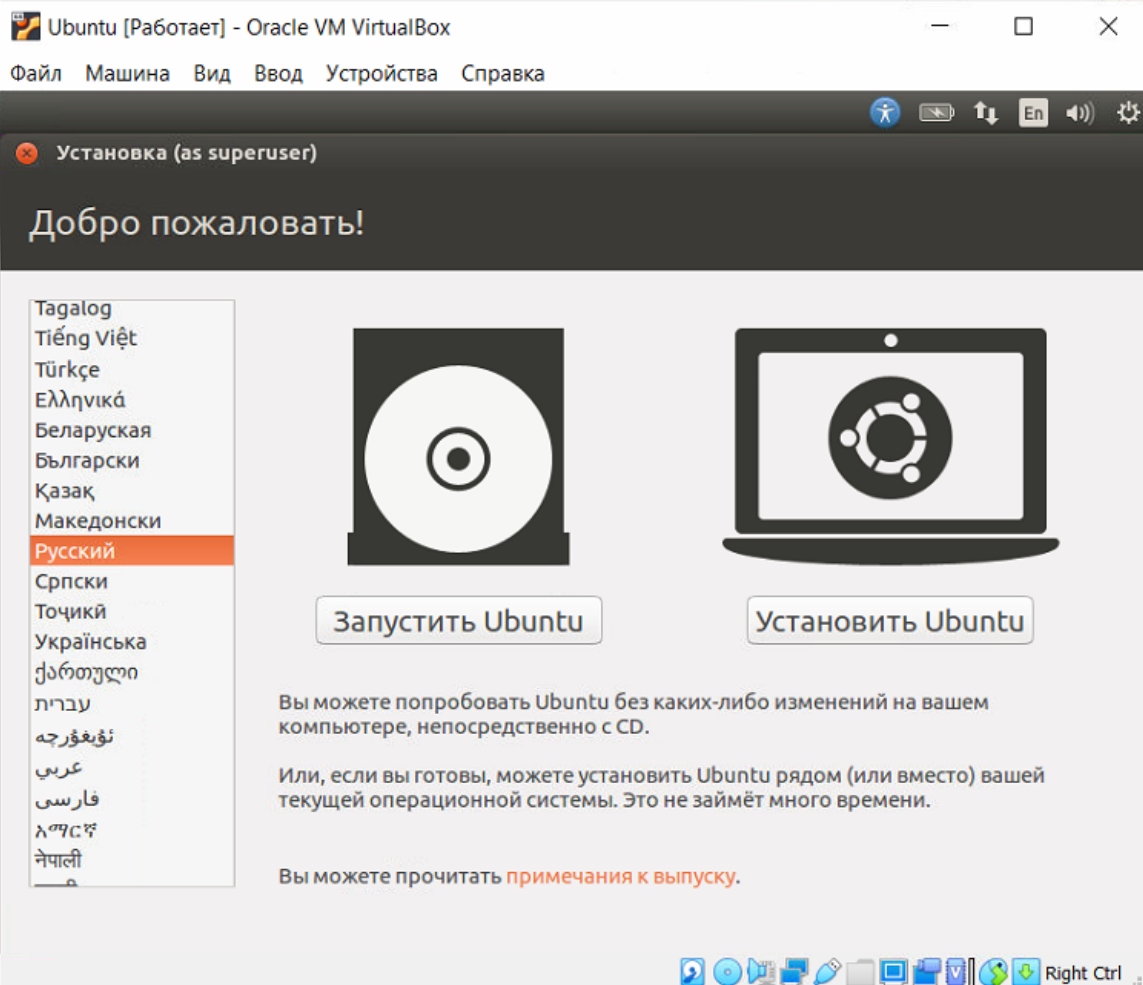 Ubuntu [Работает] - Oracle VM VirtualBox
Файл Машина Вид Ввод Устройства Справка
En
Установка (as superuser)
Добро пожаловать!
Tagalog
Tiếng Việt
Türkçe
Ελληνικά
Беларуская
Български
Қазақ
Македонски
Русский
Српски
Тоҷикӣ
Українська
ქართული
עברית
ئۇيغۇرچە
عربي
فارسی
አማርኛ
नेपाली
Запустить Ubuntu
Установить Ubuntu
Вы можете попробовать Ubuntu без каких-либо изменений на вашем
компьютере, непосредственно с CD.
Или, если вы готовы, можете установить Ubuntu рядом (или вместо) вашей
текущей операционной системы. Это не займёт много времени.
Вы можете прочитать примечания к выпуску.
Right Ctrl